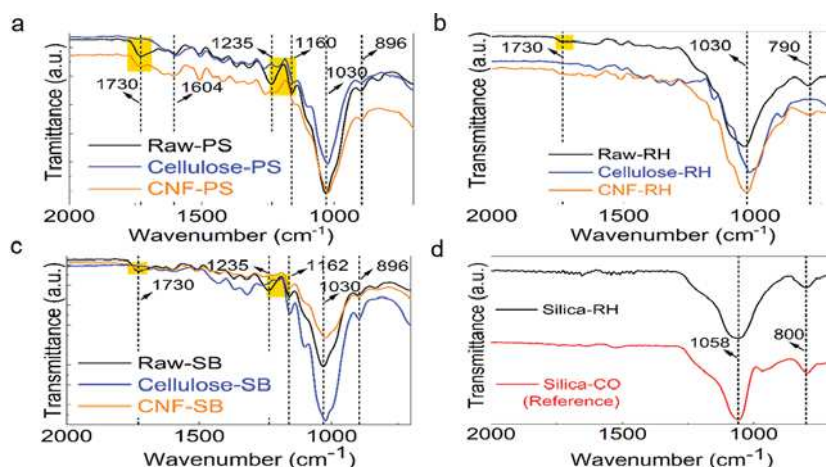 a
Tramittance (a.u.)
1235
1160
896
1030
1730
1604
Raw-PS
Cellulose-PS
CNF-PS
2000
1500
1000
Wavenumber (cm⁻¹)
b
Transmittance (a.u.)
1730
1030
790
Raw-RH
Cellulose-RH
CNF-RH
2000
1500
1000
Wavenumber (cm⁻¹)
c
Transmittance (a.u.)
1235
1162
896
1030
1730
Raw-SB
Cellulose-SB
CNF-SB
2000
1500
1000
Wavenumber (cm⁻¹)
d
Transmittance (a.u.)
Silica-RH
1058
800
Silica-CO
(Reference)
2000
1500
1000
Wavenumber (cm⁻¹)